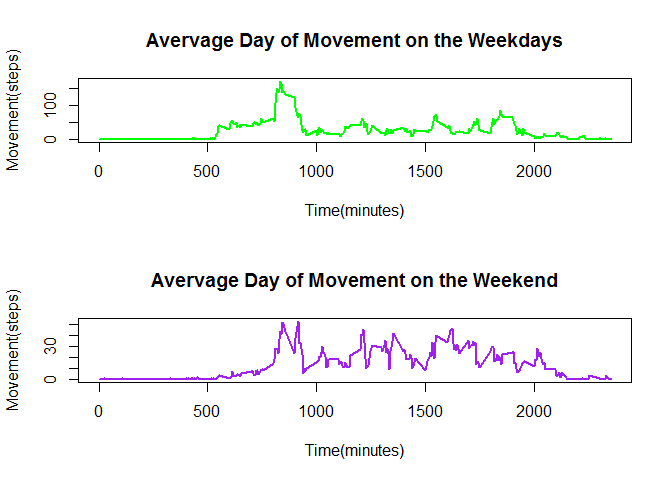 Avervage Day of Movement on the Weekdays
Movement(steps)
100
0
0 500 1000 1500 2000
Time(minutes)
Avervage Day of Movement on the Weekend
Movement(steps)
30
0
0 500 1000 1500 2000
Time(minutes)